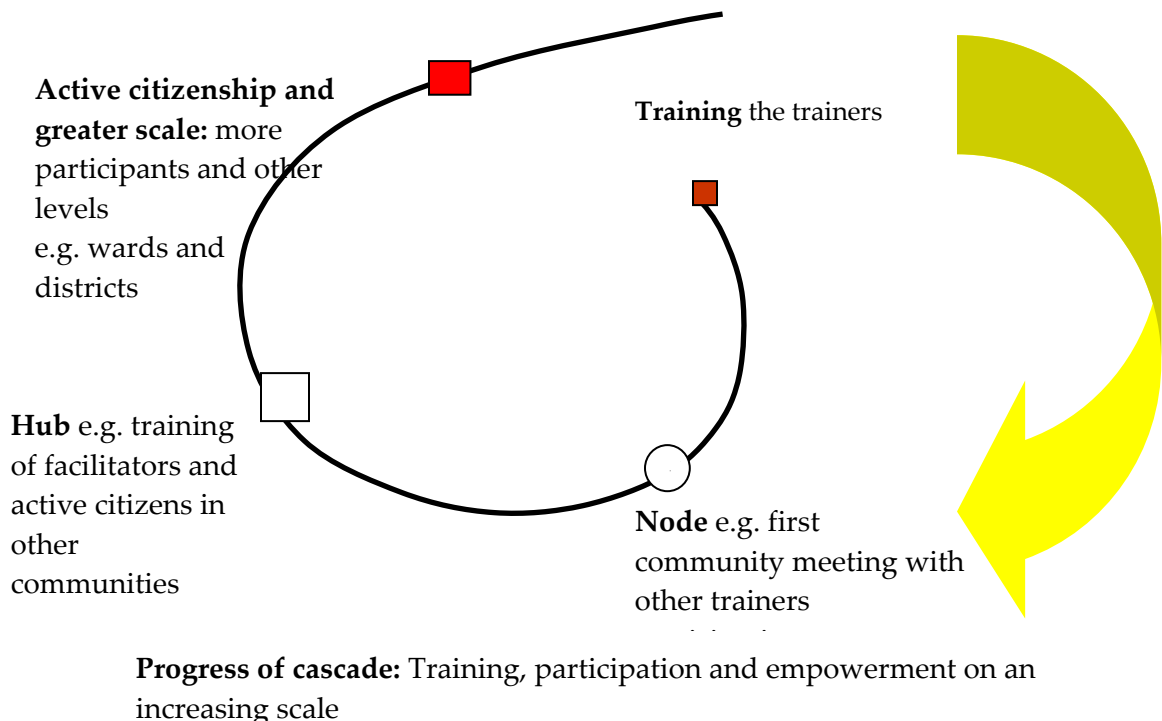 Active citizenship and
greater scale: more
participants and other
levels
e.g. wards and
districts
Training the trainers
Hub e.g. training
of facilitators and
active citizens in
other
communities
Node e.g. first
community meeting with
other trainers
Progress of cascade: Training, participation and empowerment on an
increasing scale